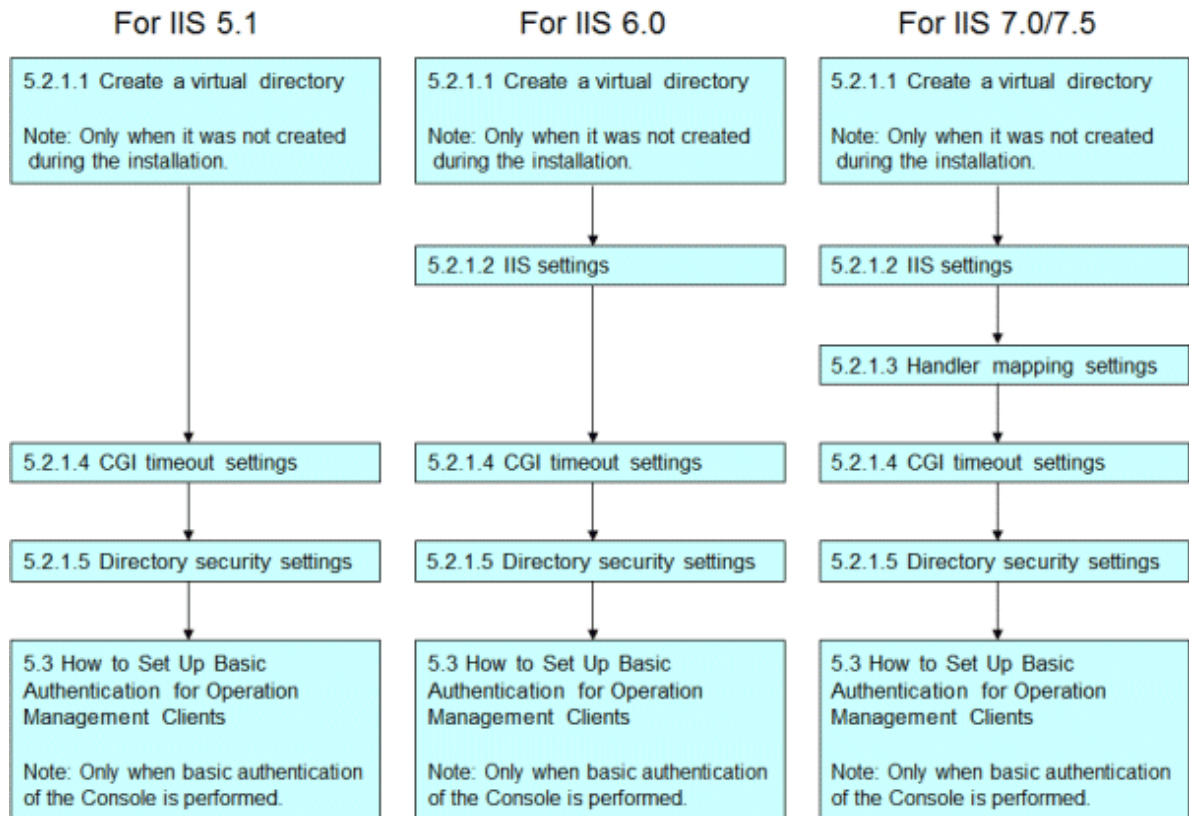 For IIS 5.1
5.2.1.1 Create a virtual directory
Note: Only when it was not created
during the installation.
5.2.1.4 CGI timeout settings
5.2.1.5 Directory security settings
5.3 How to Set Up Basic
Authentication for Operation
Management Clients
Note: Only when basic authentication
of the Console is performed.
For IIS 6.0
5.2.1.1 Create a virtual directory
Note: Only when it was not created
during the installation.
5.2.1.2 IIS settings
5.2.1.4 CGI timeout settings
5.2.1.5 Directory security settings
5.3 How to Set Up Basic
Authentication for Operation
Management Clients
Note: Only when basic authentication
of the Console is performed.
For IIS 7.0/7.5
5.2.1.1 Create a virtual directory
Note: Only when it was not created
during the installation.
5.2.1.2 IIS settings
5.2.1.3 Handler mapping settings
5.2.1.4 CGI timeout settings
5.2.1.5 Directory security settings
5.3 How to Set Up Basic
Authentication for Operation
Management Clients
Note: Only when basic authentication
of the Console is performed.